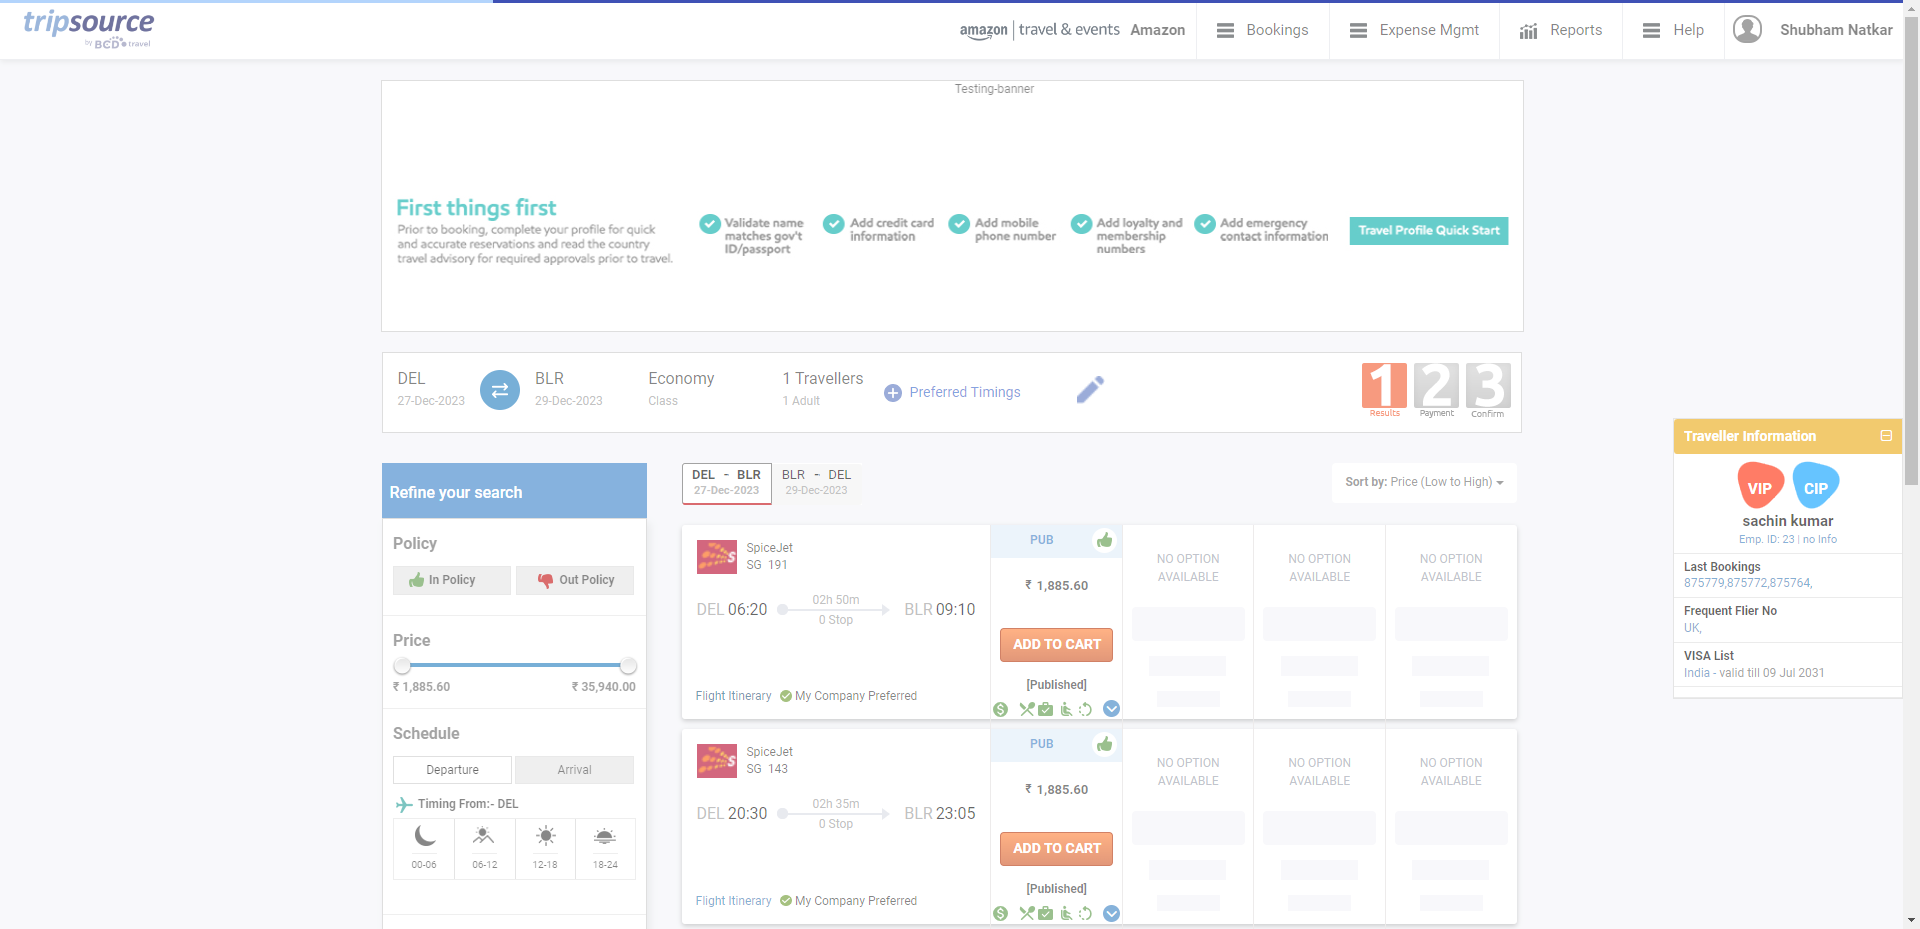 tripsource
by BCD travel
amazon | travel & events Amazon
Bookings
Expense Mgmt
Reports
Help
Shubham Natkar
Testing-banner
First things first
Prior to booking, complete your profile for quick
and accurate reservations and read the country
travel advisory for required approvals prior to travel.
Validate name
matches gov't
ID/passport
Add credit card
information
Add mobile
phone number
Add loyalty and
membership
numbers
Add emergency
contact information
Travel Profile Quick Start
DEL
27-Dec-2023
BLR
29-Dec-2023
Economy
Class
1 Travellers
1 Adult
Preferred Timings
1
Results
2
Payment
3
Confirm
Traveller Information
VIP
CIP
sachin kumar
Emp. ID: 23 | no Info
Last Bookings
875779,875772,875764,
Frequent Flier No
UK,
VISA List
India - valid till 09 Jul 2031
Refine your search
Policy
In Policy
Out Policy
Price
₹ 1,885.60
₹ 35,940.00
Schedule
Departure
Arrival
Timing From:- DEL
00-06
06-12
12-18
18-24
DEL - BLR
27-Dec-2023
BLR - DEL
29-Dec-2023
Sort by: Price (Low to High)
SpiceJet
SG 191
DEL 06:20
02h 50m
0 Stop
BLR 09:10
Flight Itinerary
My Company Preferred
PUB
₹ 1,885.60
ADD TO CART
[Published]
NO OPTION
AVAILABLE
NO OPTION
AVAILABLE
NO OPTION
AVAILABLE
SpiceJet
SG 143
DEL 20:30
02h 35m
0 Stop
BLR 23:05
Flight Itinerary
My Company Preferred
PUB
₹ 1,885.60
ADD TO CART
[Published]
NO OPTION
AVAILABLE
NO OPTION
AVAILABLE
NO OPTION
AVAILABLE